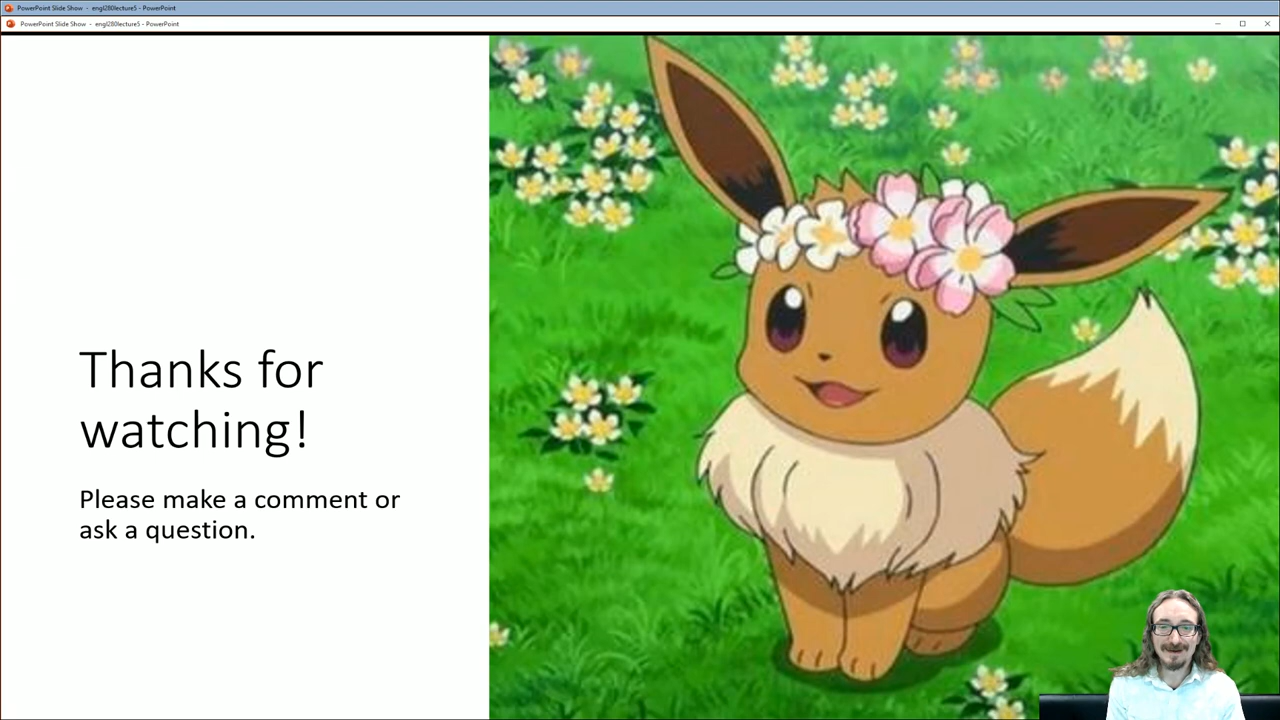 PowerPoint Slide Show - engl280lecture5 - PowerPoint
PowerPoint Slide Show - engl280lecture5 - PowerPoint
Thanks for
watching!
Please make a comment or
ask a question.